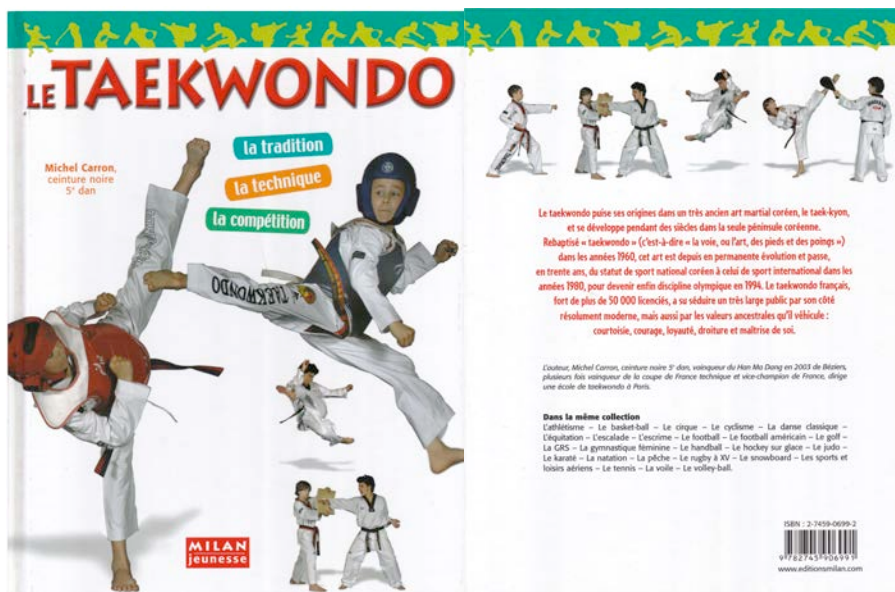 LE TAEKWONDO
la tradition
la technique
la compétition
Michel Carron,
ceinture noire
5e dan
TAEKWONDO
MILAN
jeunesse
Le taekwondo puise ses origines dans un très ancien art martial coréen, le taek-kyon,
et se développe pendant des siècles dans la seule péninsule coréenne.
Rebaptisé « taekwondo » (c'est-à-dire « la voie, ou l'art, des pieds et des poings »)
dans les années 1960, cet art est depuis en permanente évolution et passe,
en trente ans, du statut de sport national coréen à celui de sport international dans les
années 1980, pour devenir enfin discipline olympique en 1994. Le taekwondo français,
fort de plus de 50 000 licenciés, a su séduire un très large public par son côté
résolument moderne, mais aussi par les valeurs ancestrales qu'il véhicule :
courtoisie, courage, loyauté, droiture et maîtrise de soi.
L'auteur, Michel Carron, ceinture noire 5e dan, vainqueur du Han Ma Dang en 2003 de Béziers,
plusieurs fois vainqueur de la coupe de France technique et vice-champion de France, dirige
une école de taekwondo à Paris.
Dans la même collection
L'athlétisme – Le basket-ball – Le cirque – Le cyclisme – La danse classique –
L'équitation – L'escalade – L'escrime – Le football – Le football américain – Le golf –
La GRS – La gymnastique féminine – Le handball – Le hockey sur glace – Le judo –
Le karaté – La natation – La pêche – Le rugby à XV – Le snowboard – Les sports et
loisirs aériens – Le tennis – La voile – Le volley-ball.
ISBN : 2-7459-0699-2
9 782745 906991
www.editionsmilan.com